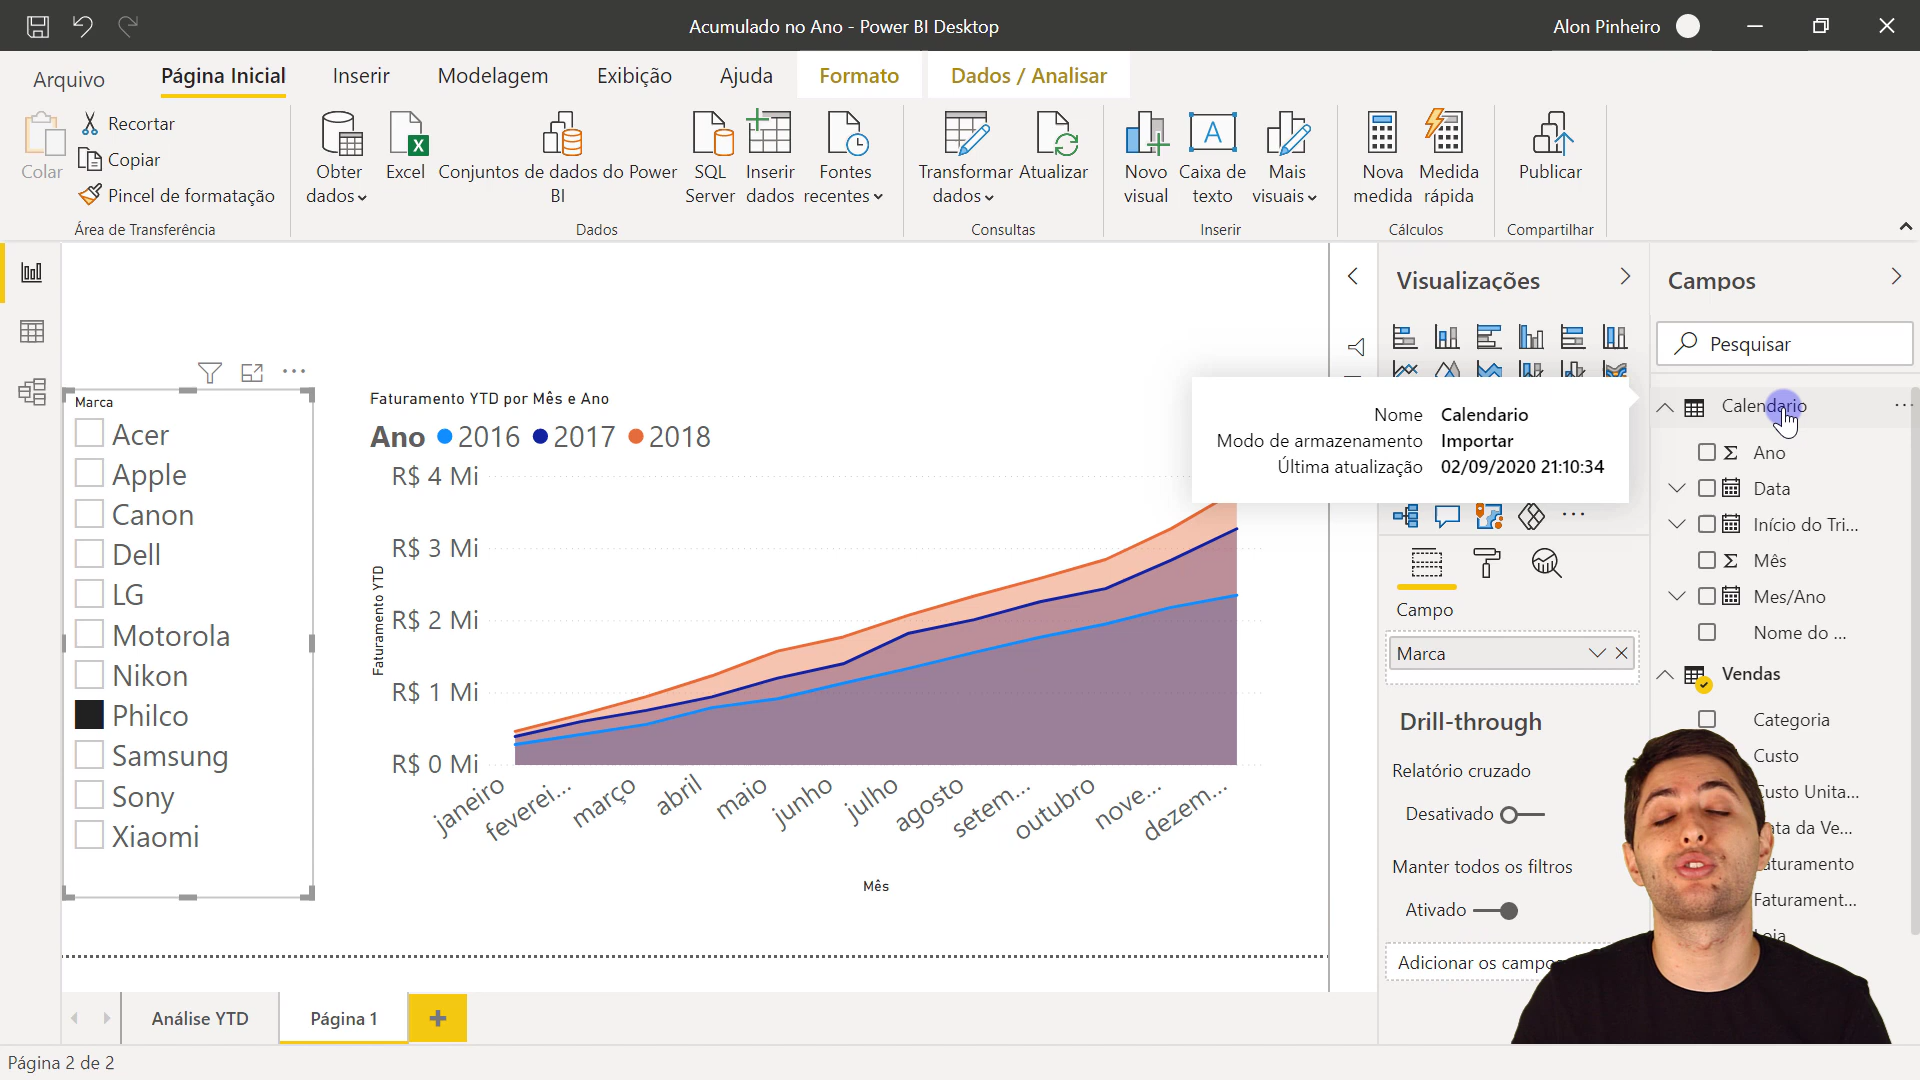 Acumulado no Ano - Power BI Desktop
Alon Pinheiro
Arquivo
Página Inicial
Inserir
Modelagem
Exibição
Ajuda
Formato
Dados / Analisar
Colar
Recortar
Copiar
Pincel de formatação
Área de Transferência
Obter dados
Excel
Conjuntos de dados do Power BI
SQL Server
Inserir dados
Fontes recentes
Dados
Transformar dados
Atualizar
Consultas
Novo visual
Caixa de texto
Mais visuais
Inserir
Nova medida
Medida rápida
Cálculos
Publicar
Compartilhar
Marca
Acer
Apple
Canon
Dell
LG
Motorola
Nikon
Philco
Samsung
Sony
Xiaomi
Faturamento YTD por Mês e Ano
Ano 2016 2017 2018
R$ 4 Mi
R$ 3 Mi
R$ 2 Mi
R$ 1 Mi
R$ 0 Mi
Faturamento YTD
janeiro
feverei...
março
abril
maio
junho
julho
agosto
setem...
outubro
nove...
dezem...
Mês
Nome Calendario
Modo de armazenamento Importar
Última atualização 02/09/2020 21:10:34
Visualizações
Campo
Marca
Drill-through
Relatório cruzado
Desativado
Manter todos os filtros
Ativado
Adicionar os
Campos
Pesquisar
Calendario
Ano
Data
Início do Tri...
Mês
Mes/Ano
Nome do ...
Vendas
Categoria
Custo
usto Unita...
ta da Ve...
aturamento
Faturament...
Análise YTD
Página 1
Página 2 de 2